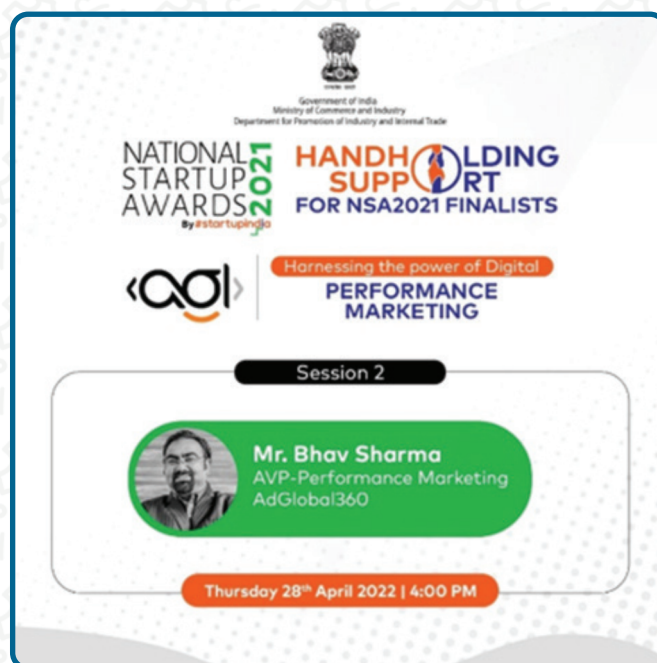 Government of India
Ministry of Commerce and Industry
Department for Promotion of Industry and Internal Trade
NATIONAL
STARTUP
AWARDS
2021
By #startupindia
HANDHOLDING
SUPPORT
FOR NSA2021 FINALISTS
<agl>
Harnessing the power of Digital
PERFORMANCE
MARKETING
Session 2
Mr. Bhav Sharma
AVP-Performance Marketing
AdGlobal360
Thursday 28th April 2022 | 4:00 PM